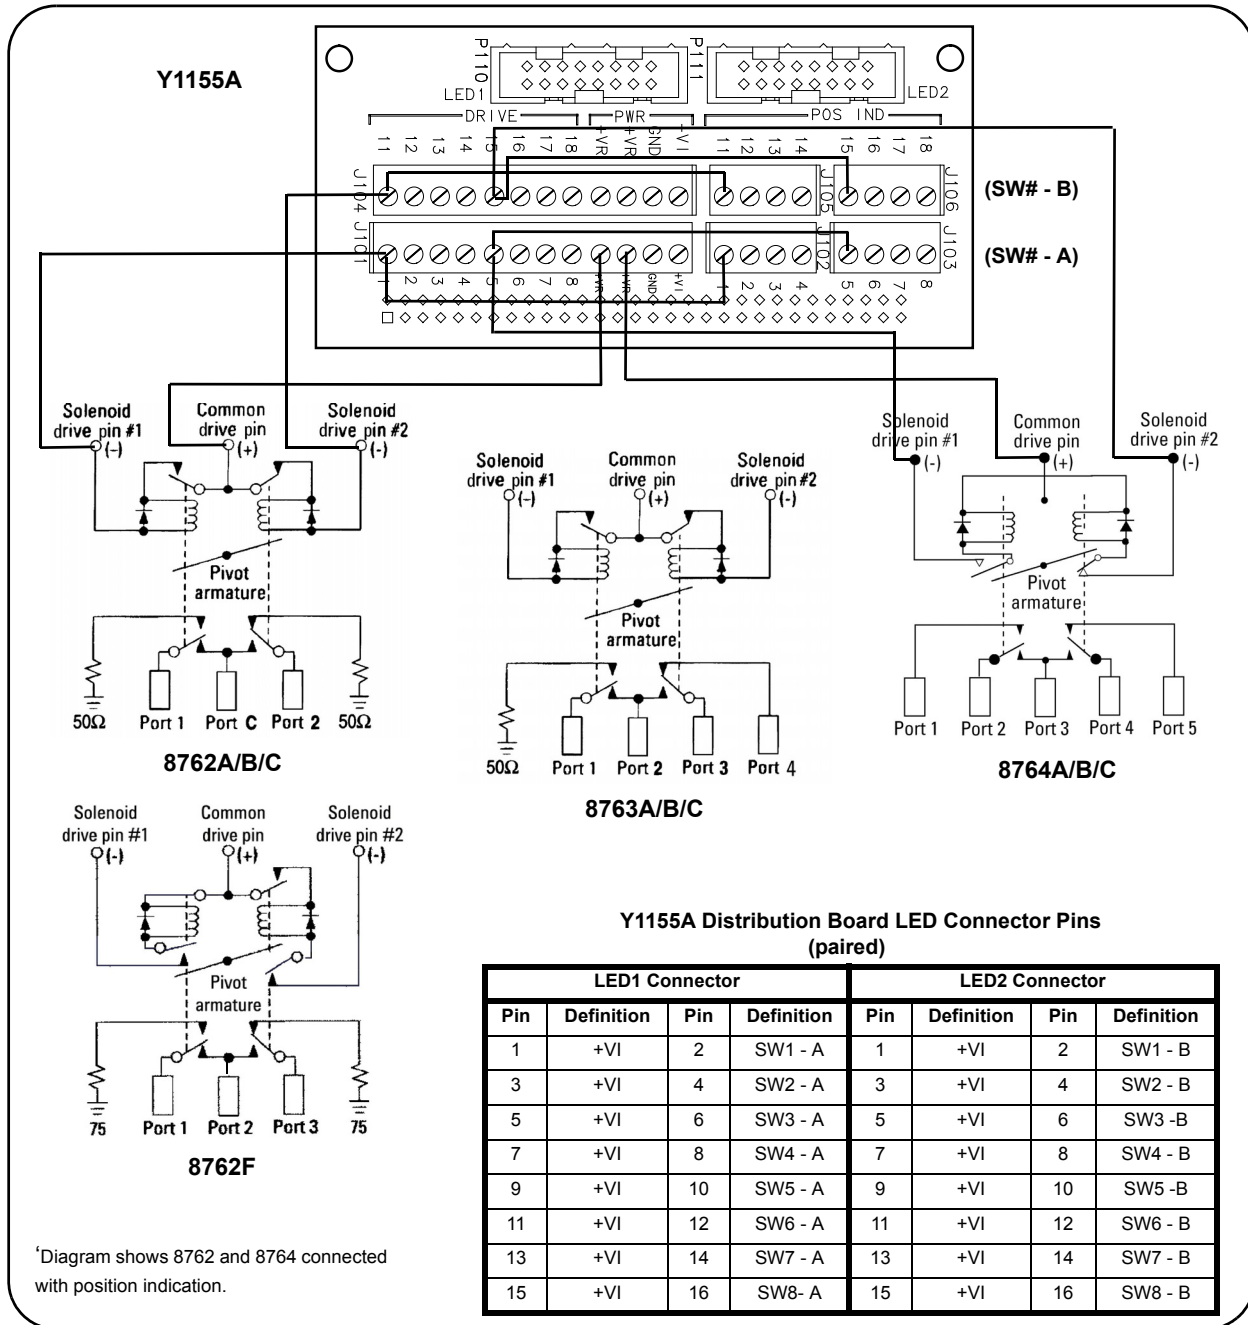 Y1155A
P110
P111
LED1
LED2
DRIVE PWR POS IND
11 12 13 14 15 16 17 18 +VR +VR GND -VI 11 12 13 14 15 16 17 18
J104 J105 J106
(SW# - B)
J101 J102 J103
(SW# - A)
1 2 3 4 5 6 7 8 +VR +VR GND +VI 1 2 3 4 5 6 7 8
Solenoid
drive pin #1
(-)
Common
drive pin
(+)
Solenoid
drive pin #2
(-)
Pivot
armature
50Ω Port 1 Port C Port 2 50Ω
8762A/B/C
Solenoid
drive pin #1
(-)
Common
drive pin
(+)
Solenoid
drive pin #2
(-)
Pivot
armature
50Ω Port 1 Port 2 Port 3 Port 4
8763A/B/C
Solenoid
drive pin #1
(-)
Common
drive pin
(+)
Solenoid
drive pin #2
(-)
Pivot
armature
Port 1 Port 2 Port 3 Port 4 Port 5
8764A/B/C
Solenoid
drive pin #1
(-)
Common
drive pin
(+)
Solenoid
drive pin #2
(-)
Pivot
armature
75 Port 1 Port 2 Port 3 75
8762F
‘Diagram shows 8762 and 8764 connected
with position indication.
Y1155A Distribution Board LED Connector Pins
(paired)
LED1 Connector LED2 Connector
Pin Definition Pin Definition Pin Definition Pin Definition
1 +VI 2 SW1 - A 1 +VI 2 SW1 - B
3 +VI 4 SW2 - A 3 +VI 4 SW2 - B
5 +VI 6 SW3 - A 5 +VI 6 SW3 -B
7 +VI 8 SW4 - A 7 +VI 8 SW4 - B
9 +VI 10 SW5 - A 9 +VI 10 SW5 -B
11 +VI 12 SW6 - A 11 +VI 12 SW6 - B
13 +VI 14 SW7 - A 13 +VI 14 SW7 - B
15 +VI 16 SW8- A 15 +VI 16 SW8 - B